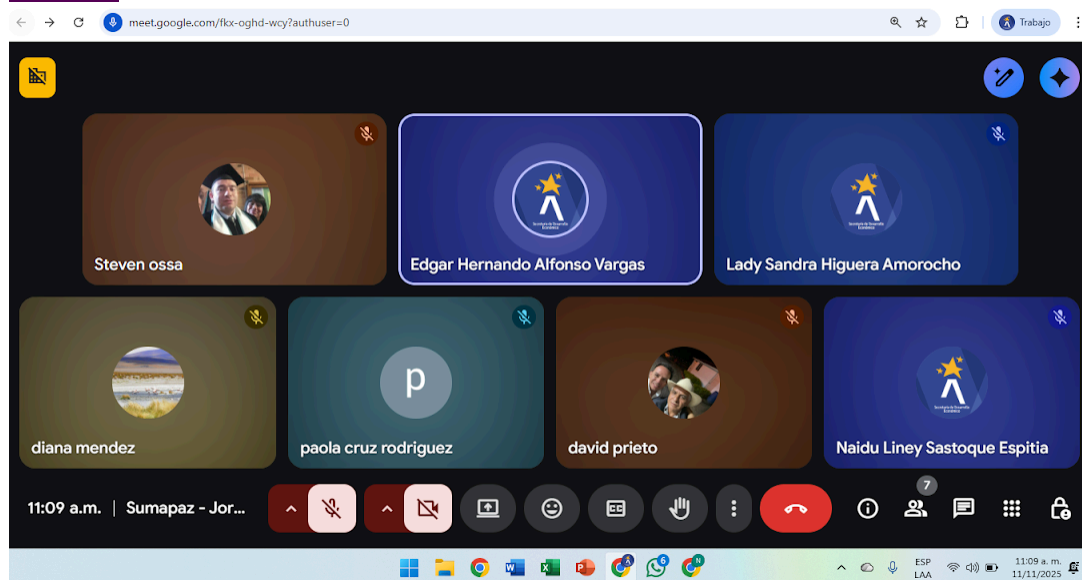 meet.google.com/fkx-oghd-wcy?authuser=0
Trabajo
Steven ossa
Edgar Hernando Alfonso Vargas
Lady Sandra Higuera Amorocho
diana mendez
p
paola cruz rodriguez
david prieto
Naidu Liney Sastoque Espitia
11:09 a.m. | Sumapaz - Jor...
CC
7
6
N
ESP
LAA
11:09 a. m.
11/11/2025